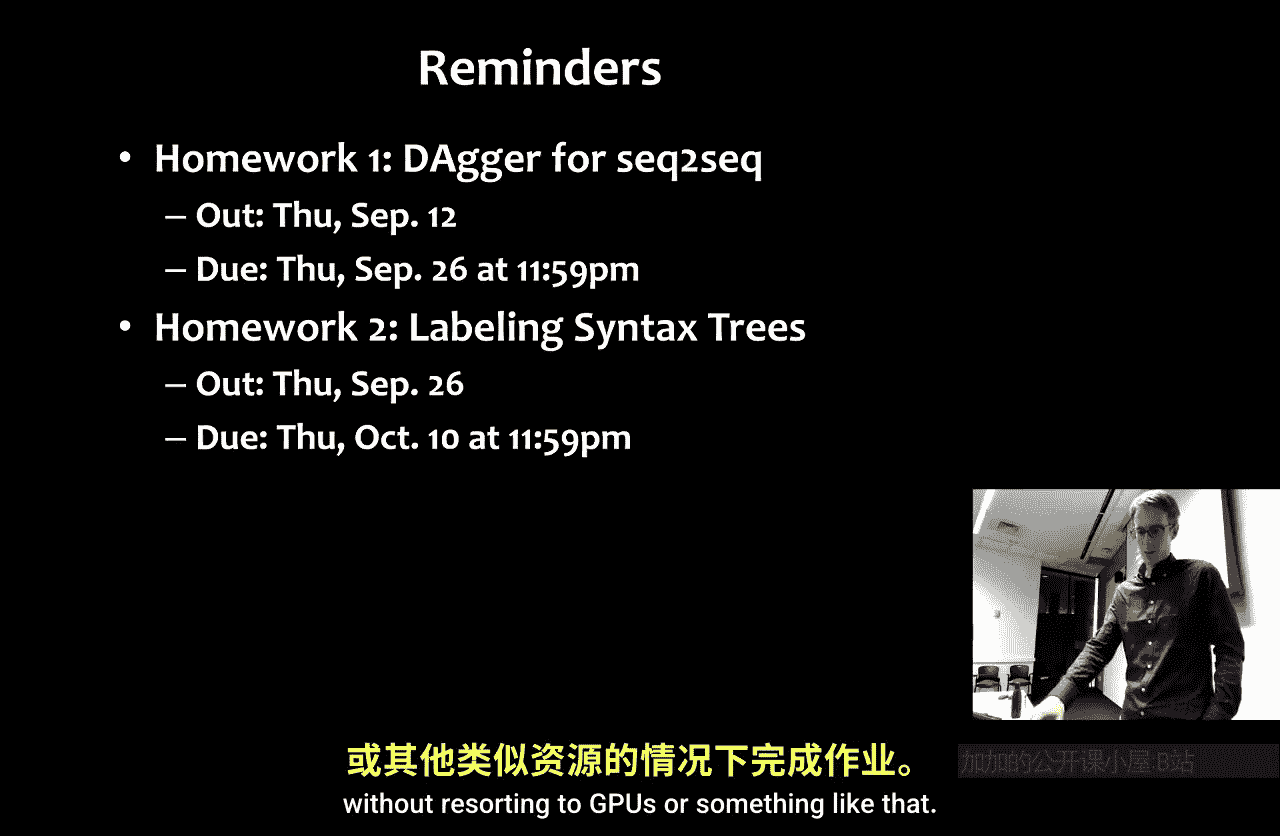 Reminders
• Homework 1: DAgger for seq2seq
– Out: Thu, Sep. 12
– Due: Thu, Sep. 26 at 11:59pm
• Homework 2: Labeling Syntax Trees
– Out: Thu, Sep. 26
– Due: Thu, Oct. 10 at 11:59pm
或其他类似资源的情况下完成作业。
加加的公开课小屋 B站
without resorting to GPUs or something like that.